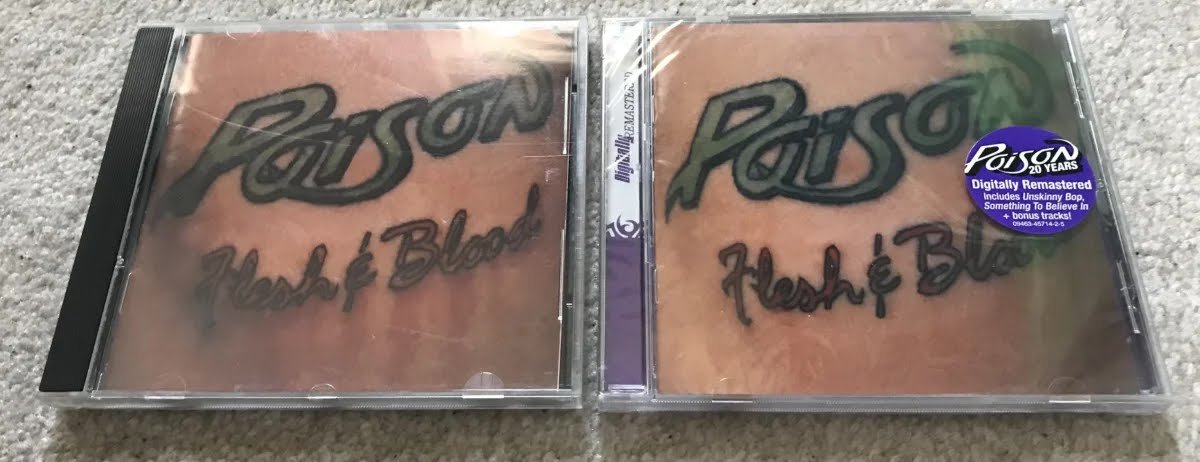 POISON
Flesh & Blood
Digitally
REMASTERED
POISON
Flesh & Blo
POISON
20 YEARS
Digitally Remastered
Includes Unskinny Bop,
Something To Believe In
+ bonus tracks!
09463-45714-2-5